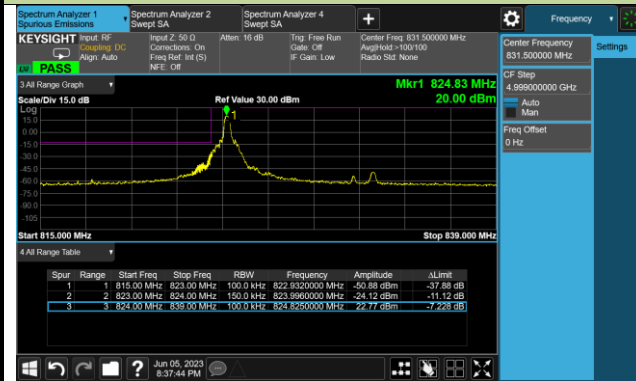 Spectrum Analyzer 1
Spurious Emissions
Spectrum Analyzer 2
Swept SA
Spectrum Analyzer 4
Swept SA
Frequency
KEYSIGHT
PASS
Input: RF
Coupling: DC
Align: Auto
Input Z: 50 Ω
Corrections: On
Freq Ref: Int (S)
NFE: Off
Atten: 16 dB
Trig: Free Run
Gate: Off
IF Gain: Low
Center Freq: 831.500000 MHz
Avg|Hold:>100/100
Radio Std: None
Center Frequency
831.500000 MHz
Settings
CF Step
4.999000000 GHz
Auto
Man
Freq Offset
0 Hz
3 All Range Graph
Mkr1 824.83 MHz
Scale/Div 15.0 dB
Ref Value 30.00 dBm
20.00 dBm
Log
1
15.0
0.00
-15.0
-30.0
-45.0
-60.0
-75.0
-90.0
-105
Start 815.000 MHz
Stop 839.000 MHz
4 All Range Table
Spur Range Start Freq Stop Freq RBW Frequency Amplitude ΔLimit
1 1 815.00 MHz 823.00 MHz 100.0 kHz 822.9320000 MHz -50.88 dBm -37.88 dB
2 2 823.00 MHz 824.00 MHz 150.0 kHz 823.9960000 MHz -24.12 dBm -11.12 dB
3 3 824.00 MHz 839.00 MHz 100.0 kHz 824.8250000 MHz 22.77 dBm -7.228 dB
?
Jun 05, 2023
8:37:44 PM